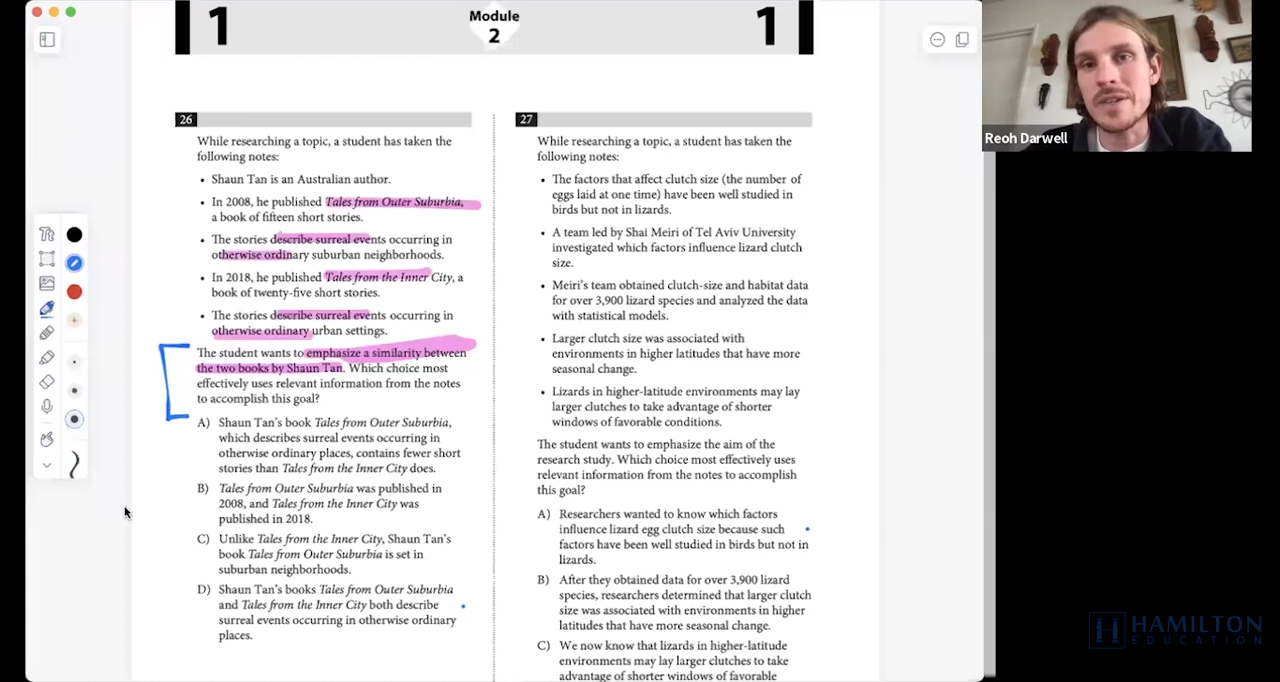 1
Module
2
1
26
While researching a topic, a student has taken the
following notes:
• Shaun Tan is an Australian author.
• In 2008, he published Tales from Outer Suburbia,
a book of fifteen short stories.
• The stories describe surreal events occurring in
otherwise ordinary suburban neighborhoods.
• In 2018, he published Tales from the Inner City, a
book of twenty-five short stories.
• The stories describe surreal events occurring in
otherwise ordinary urban settings.
The student wants to emphasize a similarity between
the two books by Shaun Tan. Which choice most
effectively uses relevant information from the notes
to accomplish this goal?
A) Shaun Tan's book Tales from Outer Suburbia,
which describes surreal events occurring in
otherwise ordinary places, contains fewer short
stories than Tales from the Inner City does.
B) Tales from Outer Suburbia was published in
2008, and Tales from the Inner City was
published in 2018.
C) Unlike Tales from the Inner City, Shaun Tan's
book Tales from Outer Suburbia is set in
suburban neighborhoods.
D) Shaun Tan's books Tales from Outer Suburbia
and Tales from the Inner City both describe
surreal events occurring in otherwise ordinary
places.
27
While researching a topic, a student has taken the
following notes:
• The factors that affect clutch size (the number of
eggs laid at one time) have been well studied in
birds but not in lizards.
• A team led by Shai Meiri of Tel Aviv University
investigated which factors influence lizard clutch
size.
• Meiri's team obtained clutch-size and habitat data
for over 3,900 lizard species and analyzed the data
with statistical models.
• Larger clutch size was associated with
environments in higher latitudes that have more
seasonal change.
• Lizards in higher-latitude environments may lay
larger clutches to take advantage of shorter
windows of favorable conditions.
The student wants to emphasize the aim of the
research study. Which choice most effectively uses
relevant information from the notes to accomplish
this goal?
A) Researchers wanted to know which factors
influence lizard egg clutch size because such
factors have been well studied in birds but not in
lizards.
B) After they obtained data for over 3,900 lizard
species, researchers determined that larger clutch
size was associated with environments in higher
latitudes that have more seasonal change.
C) We now know that lizards in higher-latitude
environments may lay larger clutches to take
advantage of shorter windows of favorable
Reoh Darwell
HAMILTON
EDUCATION